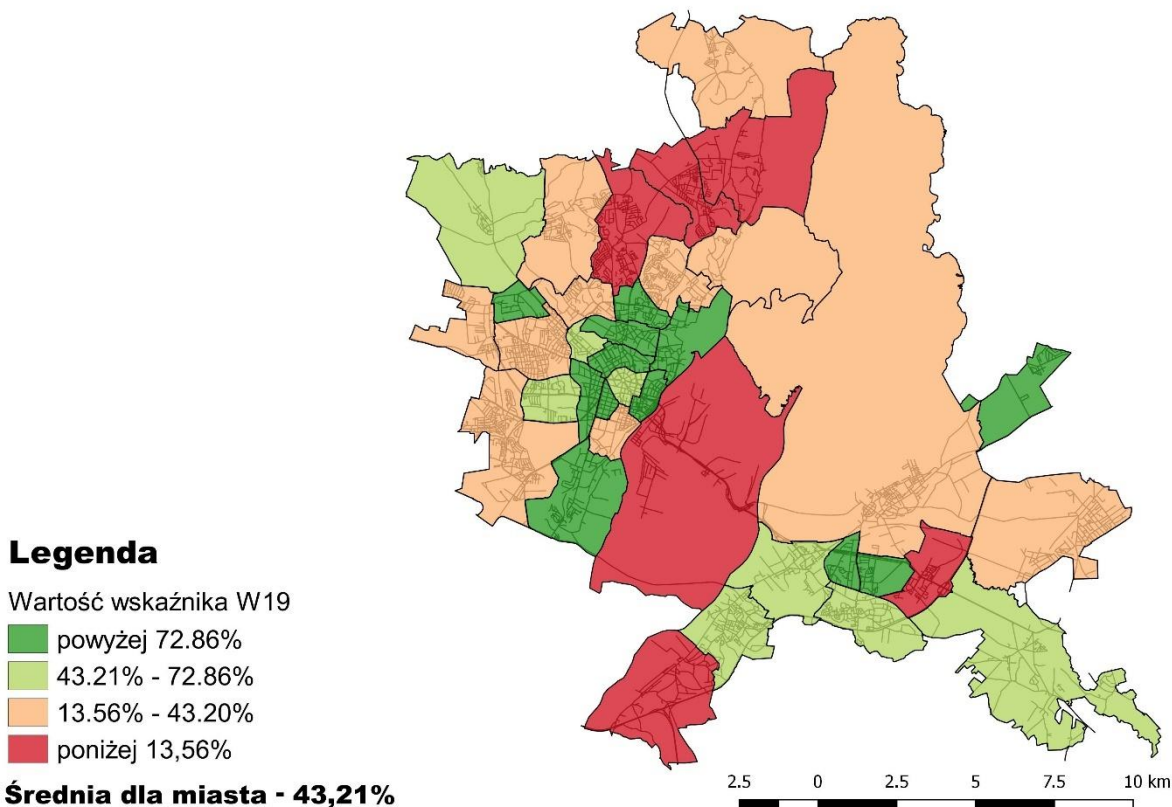 Legenda
Wartość wskaźnika W19
powyżej 72.86%
43.21% - 72.86%
13.56% - 43.20%
poniżej 13,56%
Średnia dla miasta - 43,21%
2.5 0 2.5 5 7.5 10 km